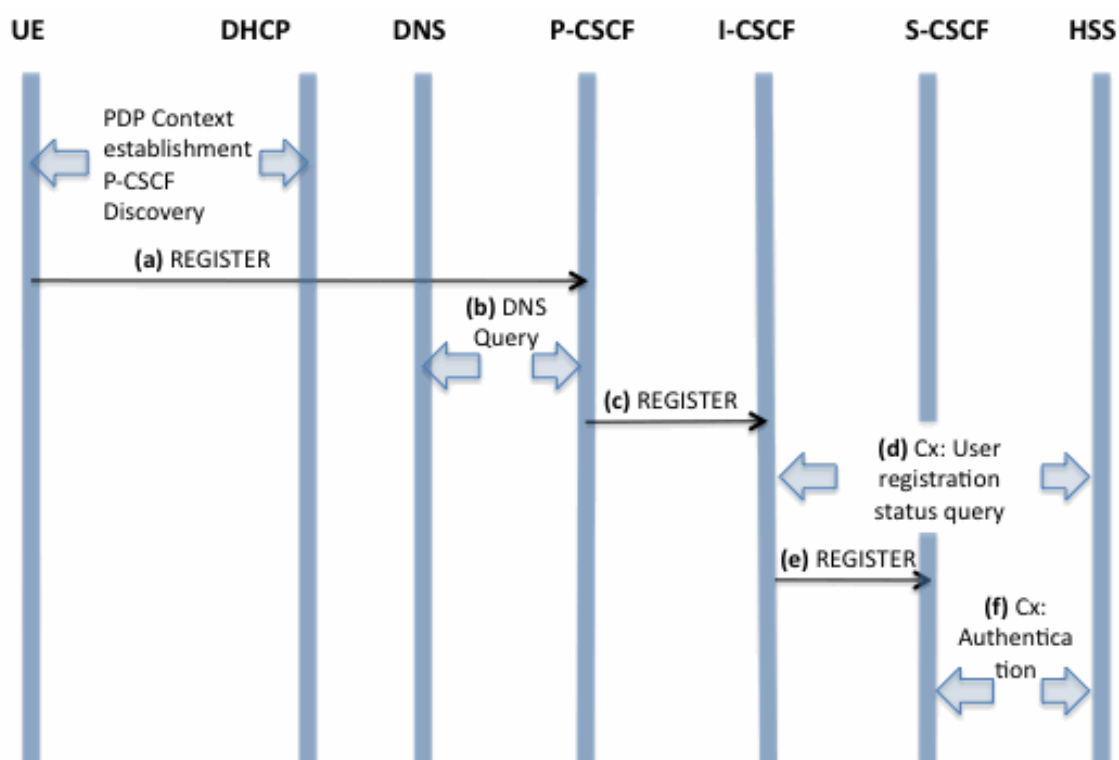 UE DHCP DNS P-CSCF I-CSCF S-CSCF HSS
PDP Context
establishment
P-CSCF
Discovery
(a) REGISTER
(b) DNS
Query
(c) REGISTER
(d) Cx: User
registration
status query
(e) REGISTER
(f) Cx:
Authentica
tion